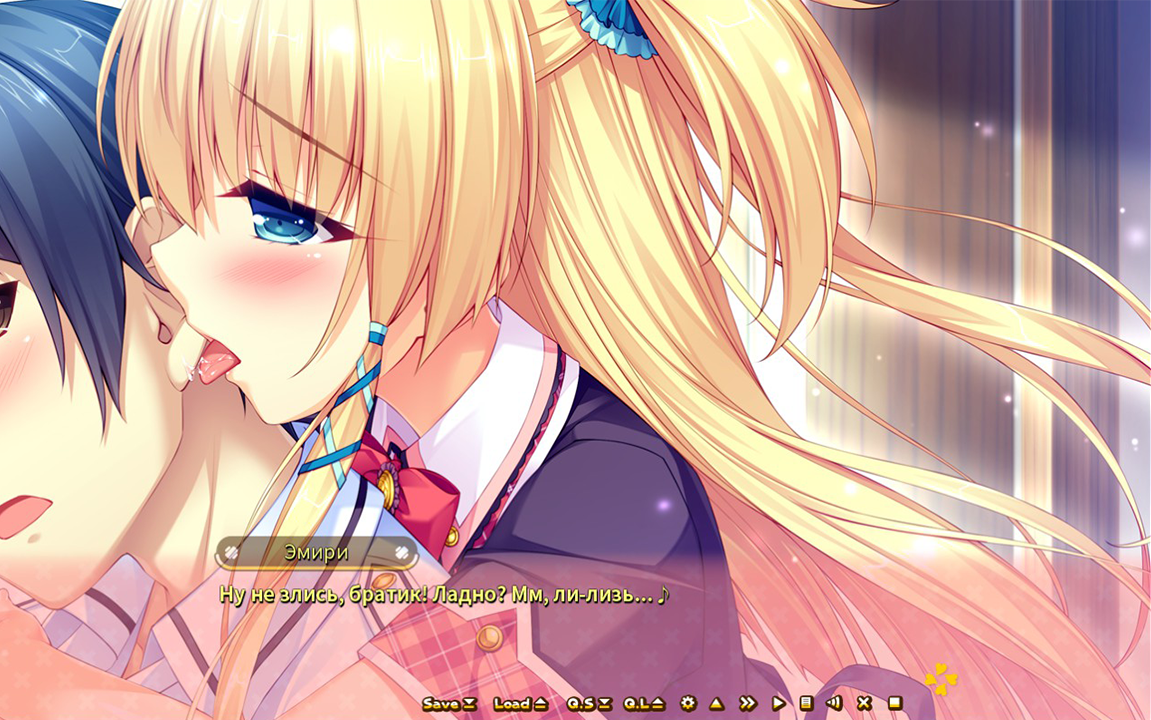 Эмири
Ну не злись, братик! Ладно? Мм, ли-лизь... ♪
Save Load Q.S Q.L